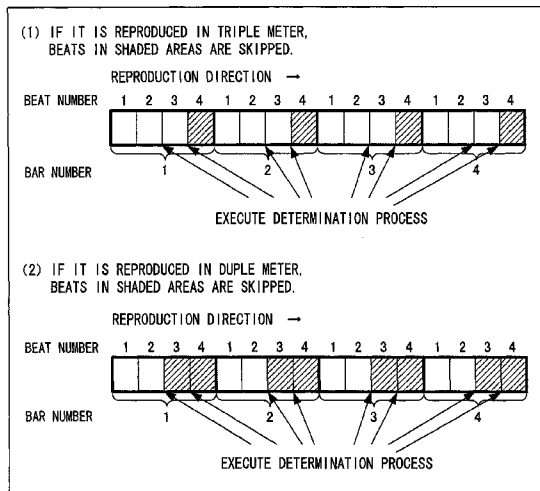 (1) IF IT IS REPRODUCED IN TRIPLE METER,
BEATS IN SHADED AREAS ARE SKIPPED.
REPRODUCTION DIRECTION →
BEAT NUMBER 1 2 3 4 1 2 3 4 1 2 3 4 1 2 3 4
BAR NUMBER 1 2 3 4
EXECUTE DETERMINATION PROCESS
(2) IF IT IS REPRODUCED IN DUPLE METER,
BEATS IN SHADED AREAS ARE SKIPPED.
REPRODUCTION DIRECTION →
BEAT NUMBER 1 2 3 4 1 2 3 4 1 2 3 4 1 2 3 4
BAR NUMBER 1 2 3 4
EXECUTE DETERMINATION PROCESS